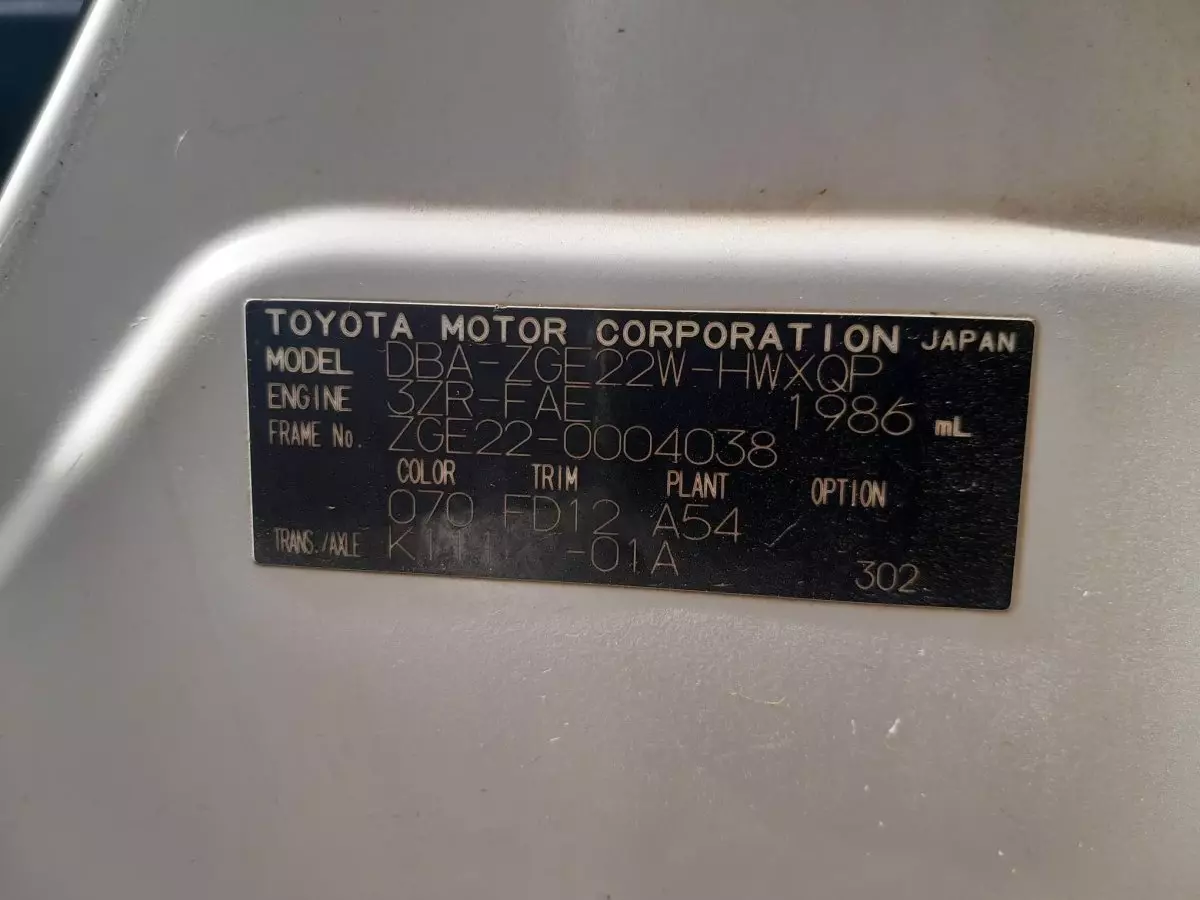 TOYOTA MOTOR CORPORATION JAPAN
MODEL DBA-ZGE22W-HWXQP
ENGINE 3ZR-FAE 1986 mL
FRAME No. ZGE22-0004038
COLOR TRIM PLANT OPTION
070 FD12 A54
TRANS./AXLE -01A 302